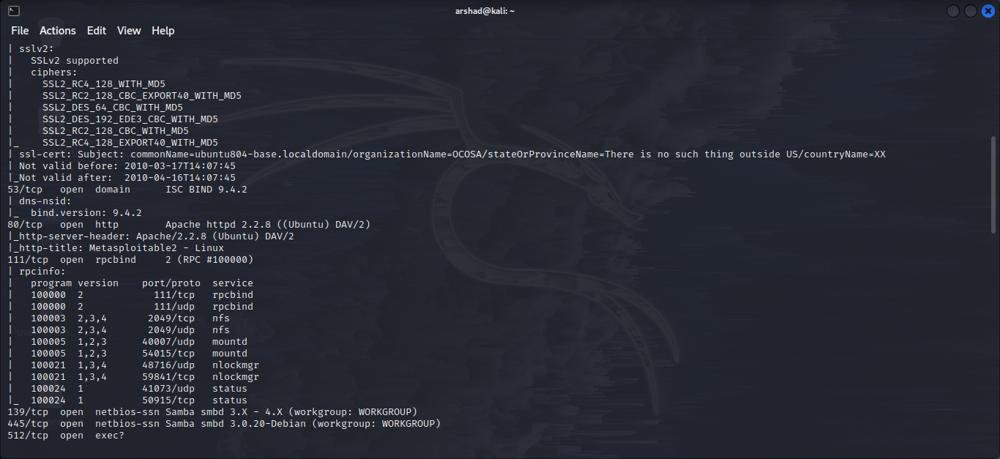 arshad@kali: ~
File Actions Edit View Help
| sslv2:
|   SSLv2 supported
|   ciphers:
|     SSL2_RC4_128_WITH_MD5
|     SSL2_RC2_128_CBC_EXPORT40_WITH_MD5
|     SSL2_DES_64_CBC_WITH_MD5
|     SSL2_DES_192_EDE3_CBC_WITH_MD5
|     SSL2_RC2_128_CBC_WITH_MD5
|_    SSL2_RC4_128_EXPORT40_WITH_MD5
| ssl-cert: Subject: commonName=ubuntu804-base.localdomain/organizationName=OCOSA/stateOrProvinceName=There is no such thing outside US/countryName=XX
| Not valid before: 2010-03-17T14:07:45
|_Not valid after:  2010-04-16T14:07:45
53/tcp   open  domain      ISC BIND 9.4.2
| dns-nsid:
|_  bind.version: 9.4.2
80/tcp   open  http        Apache httpd 2.2.8 ((Ubuntu) DAV/2)
|_http-server-header: Apache/2.2.8 (Ubuntu) DAV/2
|_http-title: Metasploitable2 - Linux
111/tcp  open  rpcbind     2 (RPC #100000)
| rpcinfo:
|   program version    port/proto  service
|   100000  2            111/tcp   rpcbind
|   100000  2            111/udp   rpcbind
|   100003  2,3,4       2049/tcp   nfs
|   100003  2,3,4       2049/udp   nfs
|   100005  1,2,3      40007/udp   mountd
|   100005  1,2,3      54015/tcp   mountd
|   100021  1,3,4      48716/udp   nlockmgr
|   100021  1,3,4      59841/tcp   nlockmgr
|   100024  1          41073/udp   status
|_  100024  1          50915/tcp   status
139/tcp  open  netbios-ssn Samba smbd 3.X - 4.X (workgroup: WORKGROUP)
445/tcp  open  netbios-ssn Samba smbd 3.0.20-Debian (workgroup: WORKGROUP)
512/tcp  open  exec?